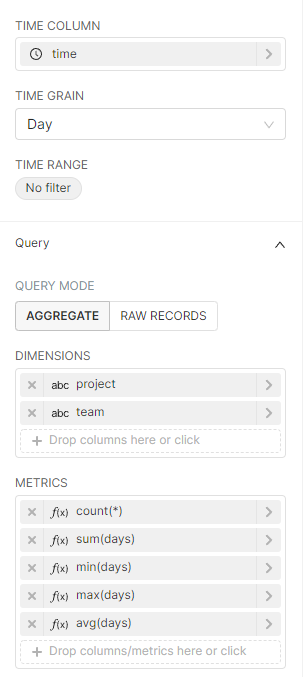 TIME COLUMN
time
TIME GRAIN
Day
TIME RANGE
No filter
Query
QUERY MODE
AGGREGATE RAW RECORDS
DIMENSIONS
abc project
abc team
+ Drop columns here or click
METRICS
f(x) count(*)
f(x) sum(days)
f(x) min(days)
f(x) max(days)
f(x) avg(days)
+ Drop columns/metrics here or click